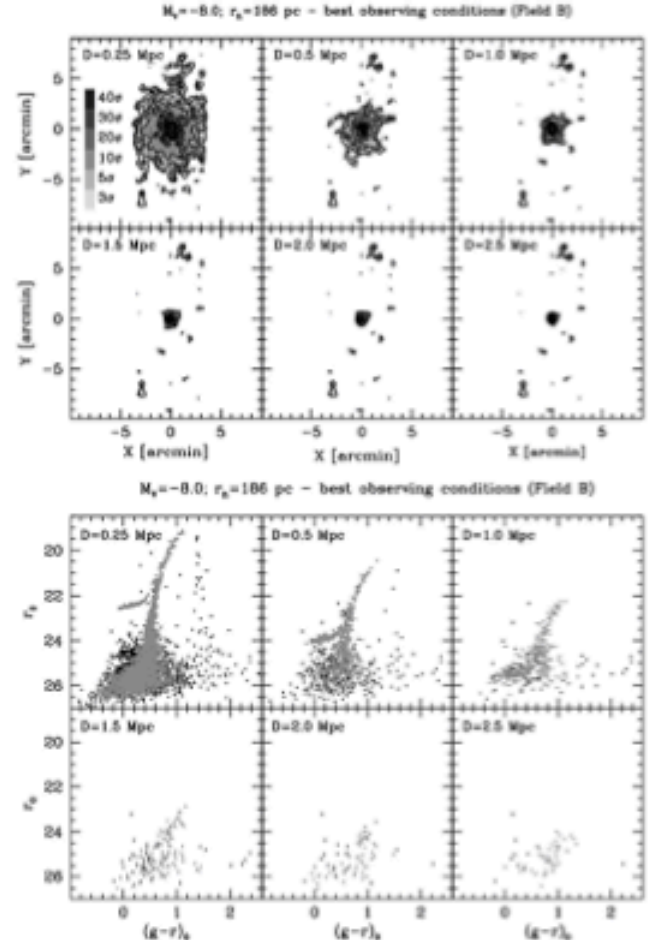 M_V=-8.0; r_h=186 pc - best observing conditions (Field B)
D=0.25 Mpc D=0.5 Mpc D=1.0 Mpc
40σ
30σ
20σ
10σ
5σ
3σ
Y [arcmin]
5
0
-5
D=1.5 Mpc D=2.0 Mpc D=2.5 Mpc
Y [arcmin]
5
0
-5
-5 0 5 -5 0 5 -5 0 5
X [arcmin] X [arcmin] X [arcmin]
M_V=-8.0; r_h=186 pc - best observing conditions (Field B)
D=0.25 Mpc D=0.5 Mpc D=1.0 Mpc
20
r_0
22
24
26
D=1.5 Mpc D=2.0 Mpc D=2.5 Mpc
20
r_0
22
24
26
0 1 2 0 1 2 0 1 2
(g-r)_0 (g-r)_0 (g-r)_0